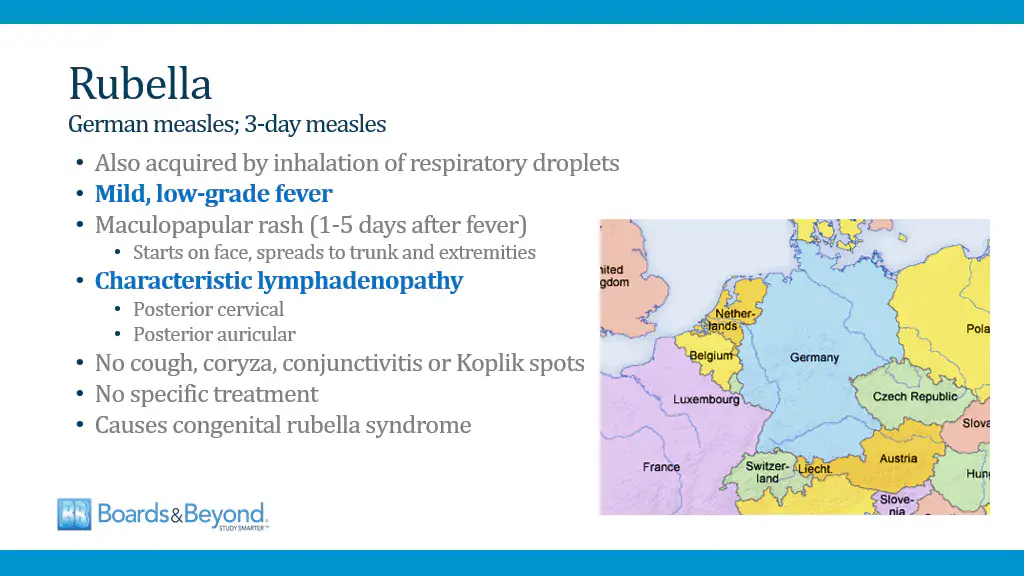 Rubella
German measles; 3-day measles
• Also acquired by inhalation of respiratory droplets
• Mild, low-grade fever
• Maculopapular rash (1-5 days after fever)
• Starts on face, spreads to trunk and extremities
• Characteristic lymphadenopathy
• Posterior cervical
• Posterior auricular
• No cough, coryza, conjunctivitis or Koplik spots
• No specific treatment
• Causes congenital rubella syndrome
nited
gdom
Nether-
lands
Pola
Belgium
Germany
Luxembourg
Czech Republic
Slova
France
Switzer-
land
Liecht.
Austria
Hun
Slove-
nia
BB Boards&Beyond®
STUDY SMARTER™